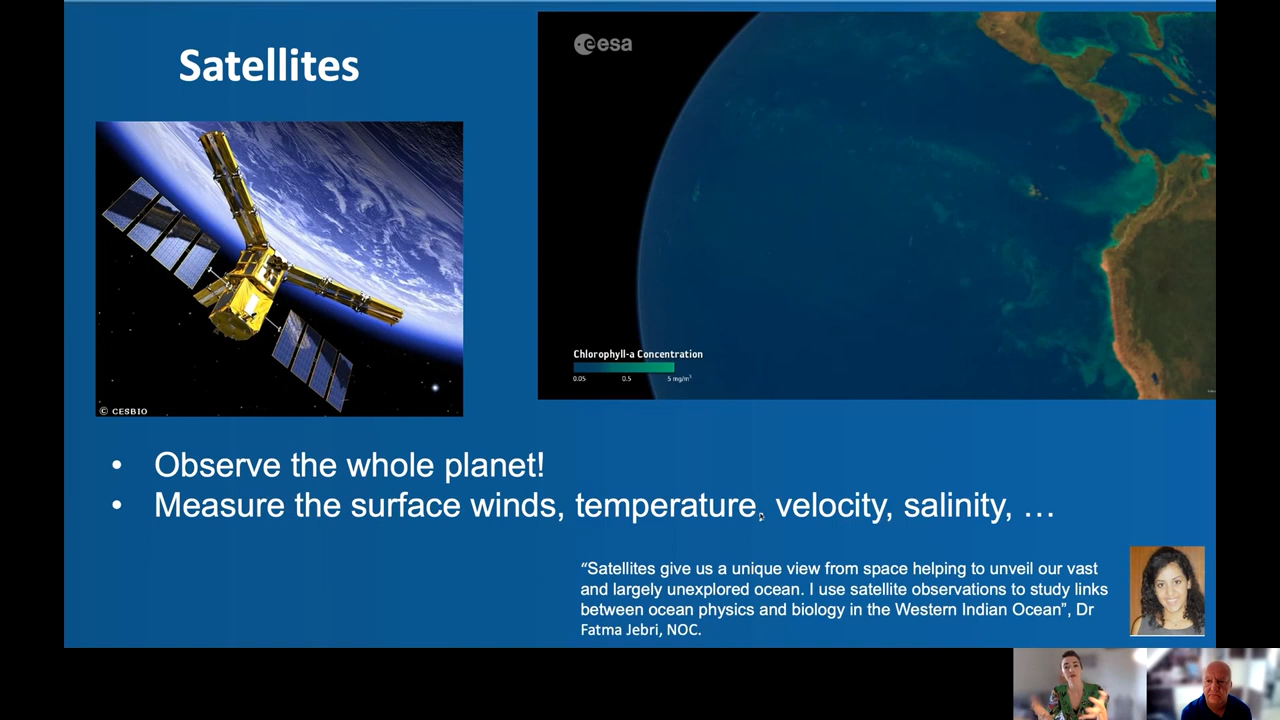 Satellites
esa
Chlorophyll-a Concentration
0.05 0.5 5 mg/m³
© CESBIO
• Observe the whole planet!
• Measure the surface winds, temperature, velocity, salinity, …
“Satellites give us a unique view from space helping to unveil our vast
and largely unexplored ocean. I use satellite observations to study links
between ocean physics and biology in the Western Indian Ocean”, Dr
Fatma Jebri, NOC.